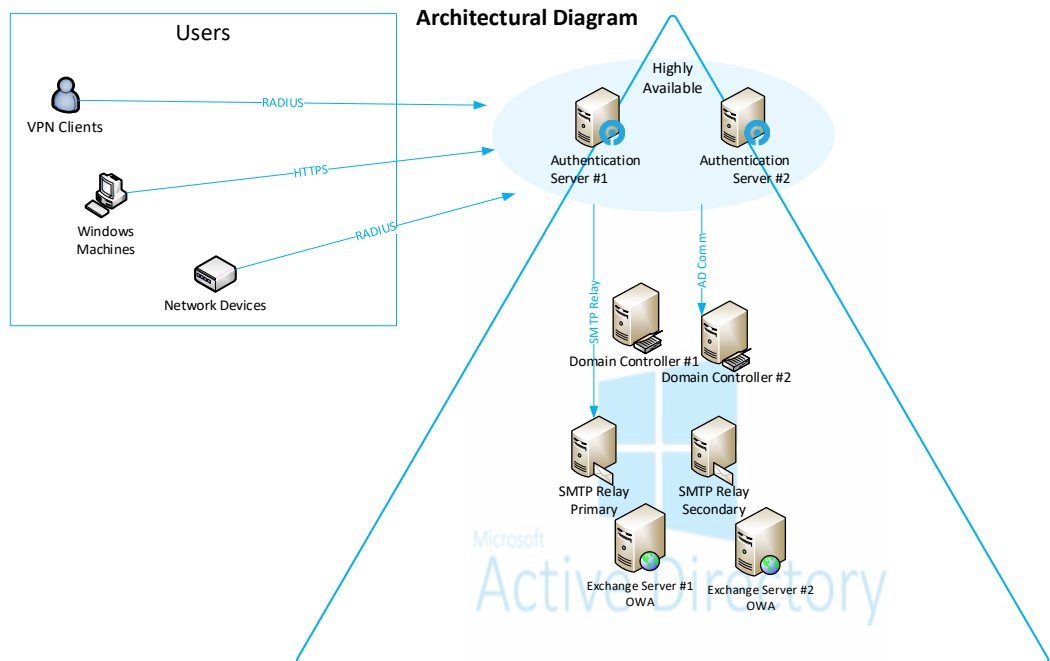 Architectural Diagram
Users
Highly
Available
VPN Clients
RADIUS
Authentication
Server #1
Authentication
Server #2
HTTPS
Windows
Machines
RADIUS
Network Devices
SMTP Relay
AD Comm
Domain Controller #1
Domain Controller #2
SMTP Relay
Primary
SMTP Relay
Secondary
Microsoft
Active Directory
Exchange Server #1
OWA
Exchange Server #2
OWA